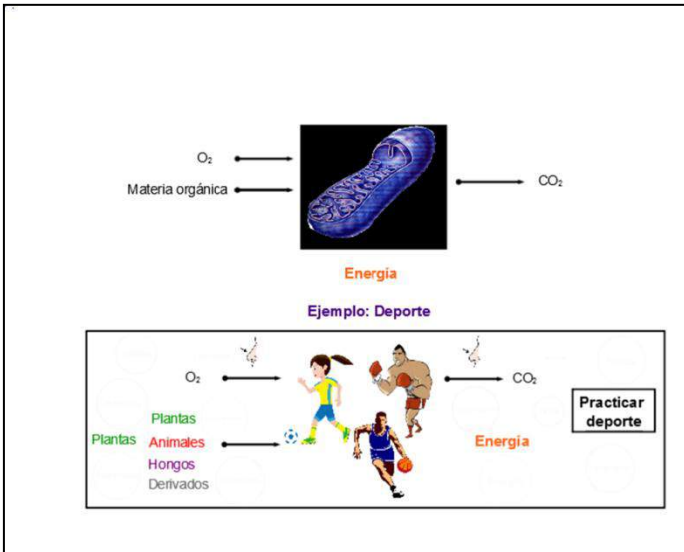 O₂
Materia orgánica
CO₂
Energía
Ejemplo: Deporte
O₂
CO₂
Plantas
Plantas
Animales
Hongos
Derivados
Energía
Practicar
deporte